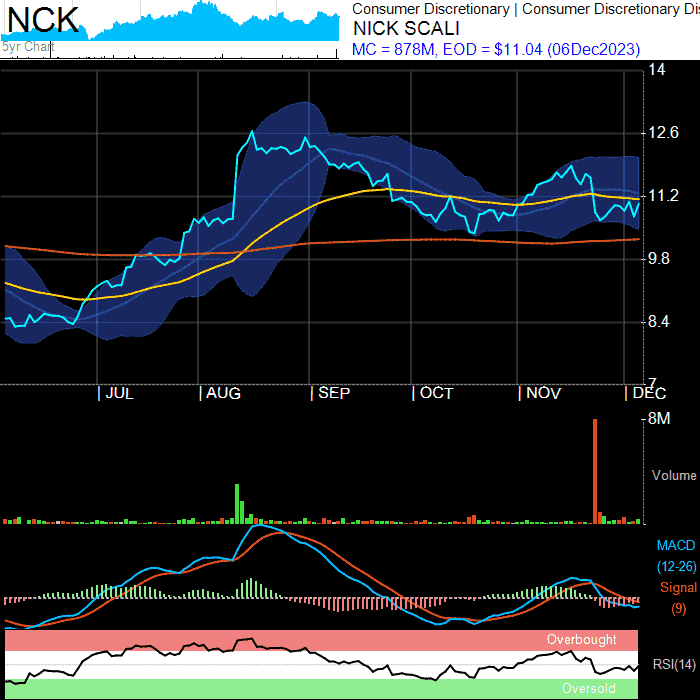 NCK
5yr Chart
Consumer Discretionary | Consumer Discretionary Dis
NICK SCALI
MC = 878M, EOD = $11.04 (06Dec2023)
14
12.6
11.2
9.8
8.4
7
| JUL | AUG | SEP | OCT | NOV | DEC
8M
Volume
MACD
(12-26)
Signal
(9)
Overbought
RSI(14)
Oversold